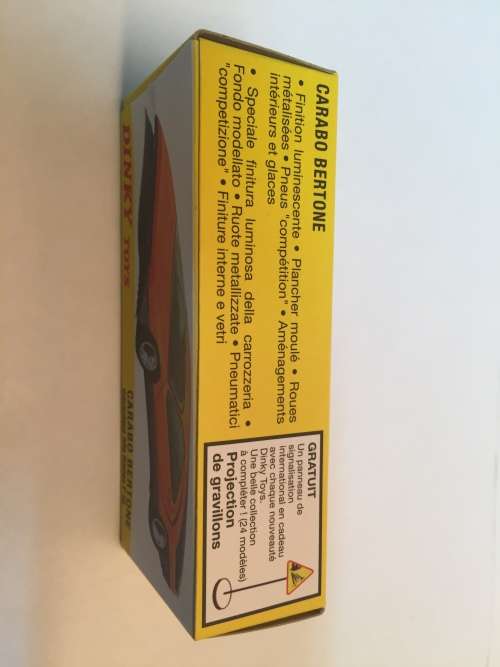 CARABO BERTONE
• Finition luminescente • Plancher moulé • Roues
métalisées • Pneus "compétition" • Aménagements
intérieurs et glaces
• Speciale finitura luminosa della carrozzeria •
Fondo modellato • Ruote metallizzate • Pneumatici
"competizione" • Finiture interne e vetri
GRATUIT
Un panneau de
signalisation
international en cadeau
avec chaque nouveauté
Dinky Toys.
Une belle collection
à compléter ! (24 modèles)
Projection
de gravillons
DINKY TOYS
CARABO BERTONE